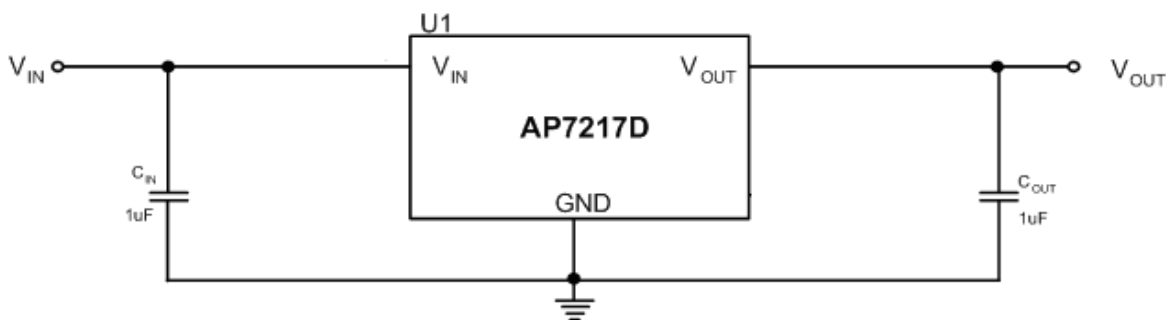 U1
V_IN
V_IN
V_OUT
V_OUT
AP7217D
C_IN
1uF
GND
C_OUT
1uF